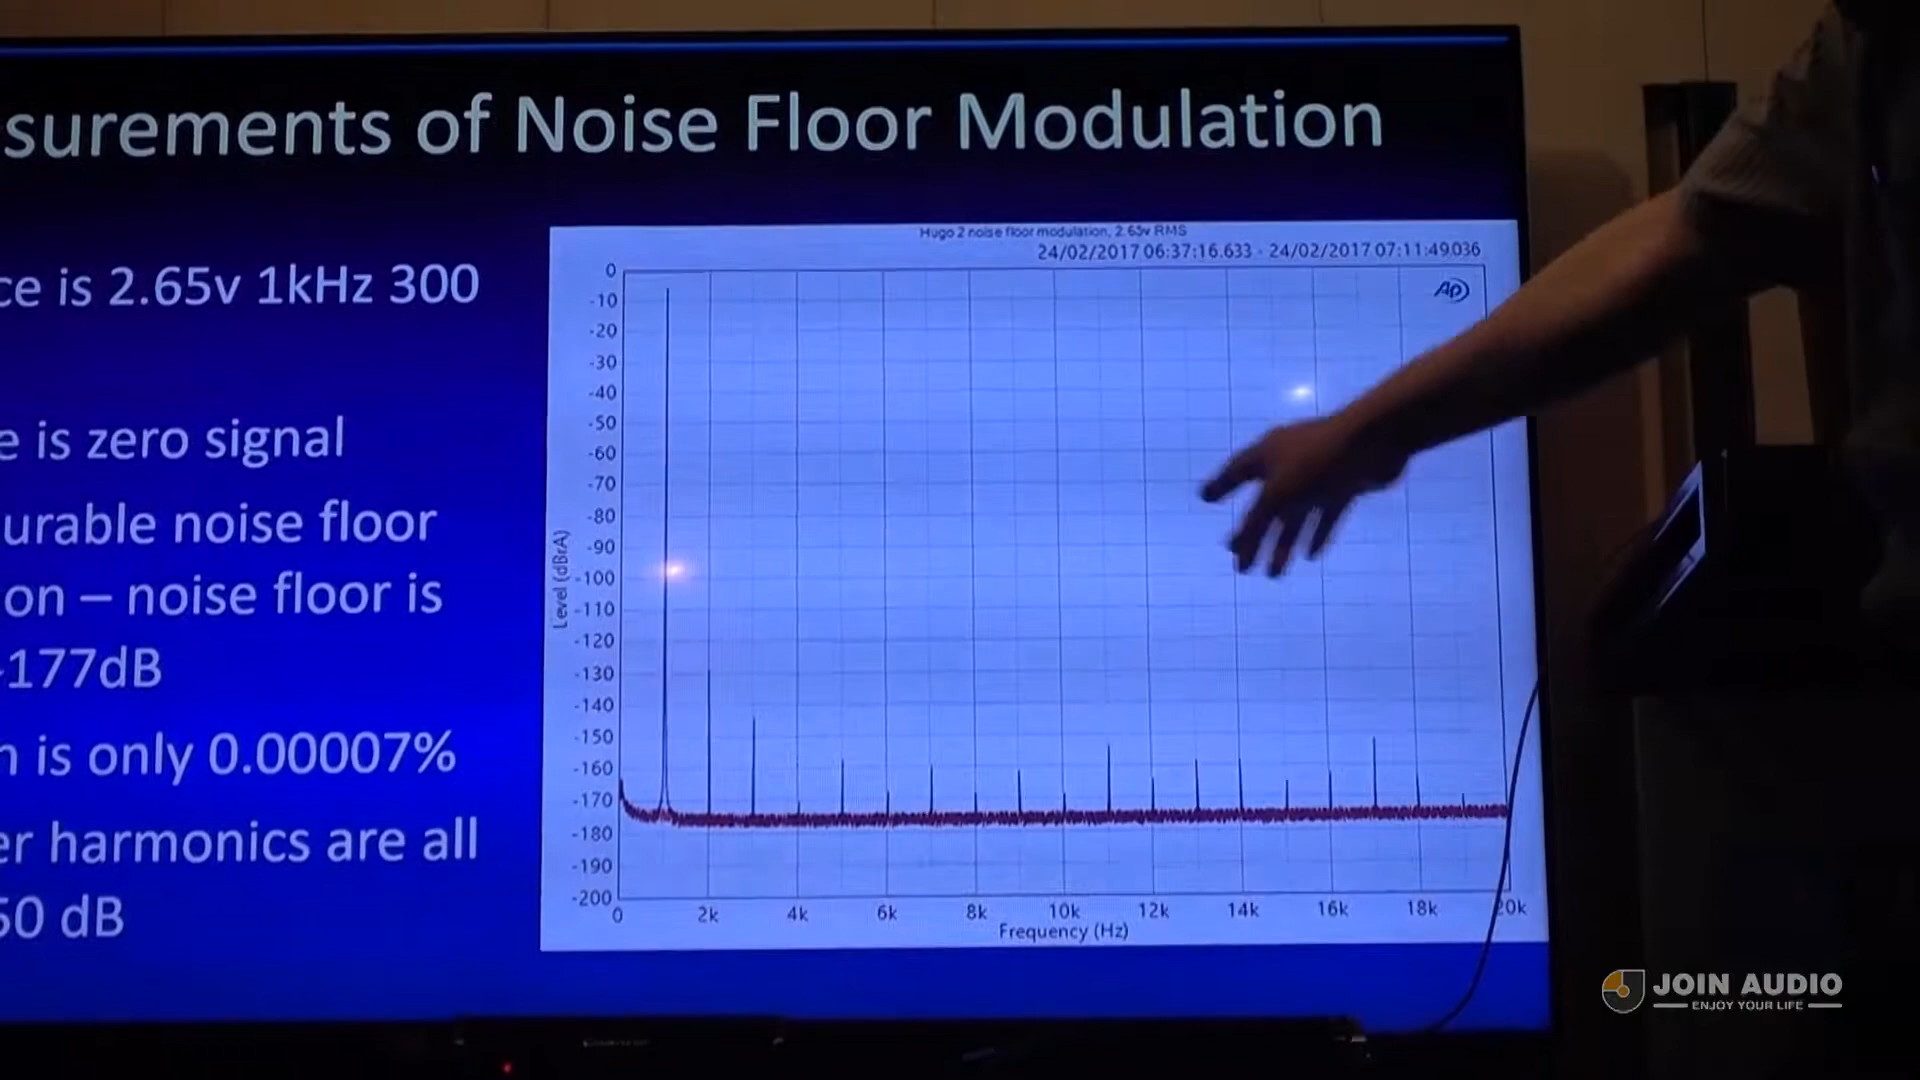 surements of Noise Floor Modulation
ce is 2.65v 1kHz 300
e is zero signal
urable noise floor
on – noise floor is
-177dB
n is only 0.00007%
er harmonics are all
50 dB
Hugo 2 noise floor modulation, 2.65v RMS
24/02/2017 06:37:16.633 - 24/02/2017 07:11:49.036
AP
Level (dBrA)
0
-10
-20
-30
-40
-50
-60
-70
-80
-90
-100
-110
-120
-130
-140
-150
-160
-170
-180
-190
-200
0 2k 4k 6k 8k 10k 12k 14k 16k 18k 20k
Frequency (Hz)
JOIN AUDIO
ENJOY YOUR LIFE